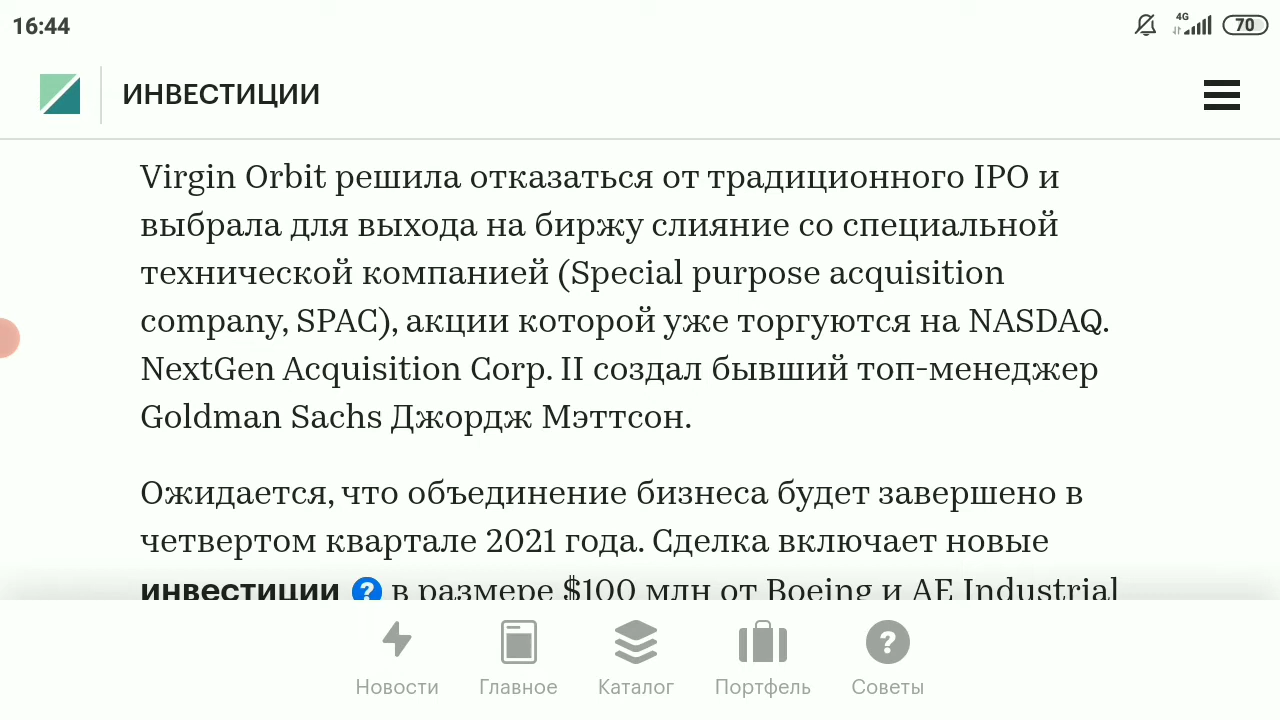 16:44
4G
70
ИНВЕСТИЦИИ
Virgin Orbit решила отказаться от традиционного IPO и
выбрала для выхода на биржу слияние со специальной
технической компанией (Special purpose acquisition
company, SPAC), акции которой уже торгуются на NASDAQ.
NextGen Acquisition Corp. II создал бывший топ-менеджер
Goldman Sachs Джордж Мэттсон.
Ожидается, что объединение бизнеса будет завершено в
четвертом квартале 2021 года. Сделка включает новые
инвестиции ? в размере $100 млн от Boeing и AE Industrial
Новости
Главное
Каталог
Портфель
? Советы